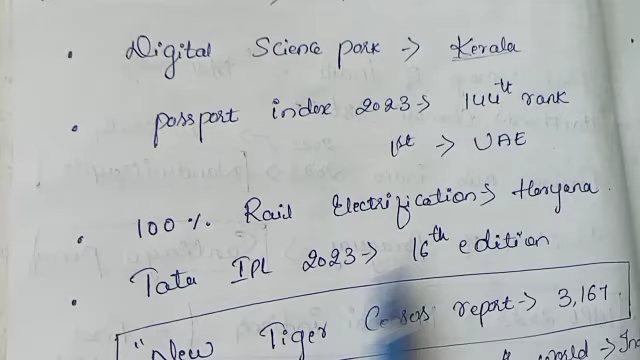 • Digital Science park -> Kerala
• passport index 2023 -> 144th rank
1st -> UAE
• 100% Rail Electrification -> Haryana.
• Tata IPL 2023 -> 16th edition
"New Tiger Census report -> 3,167.
world ->